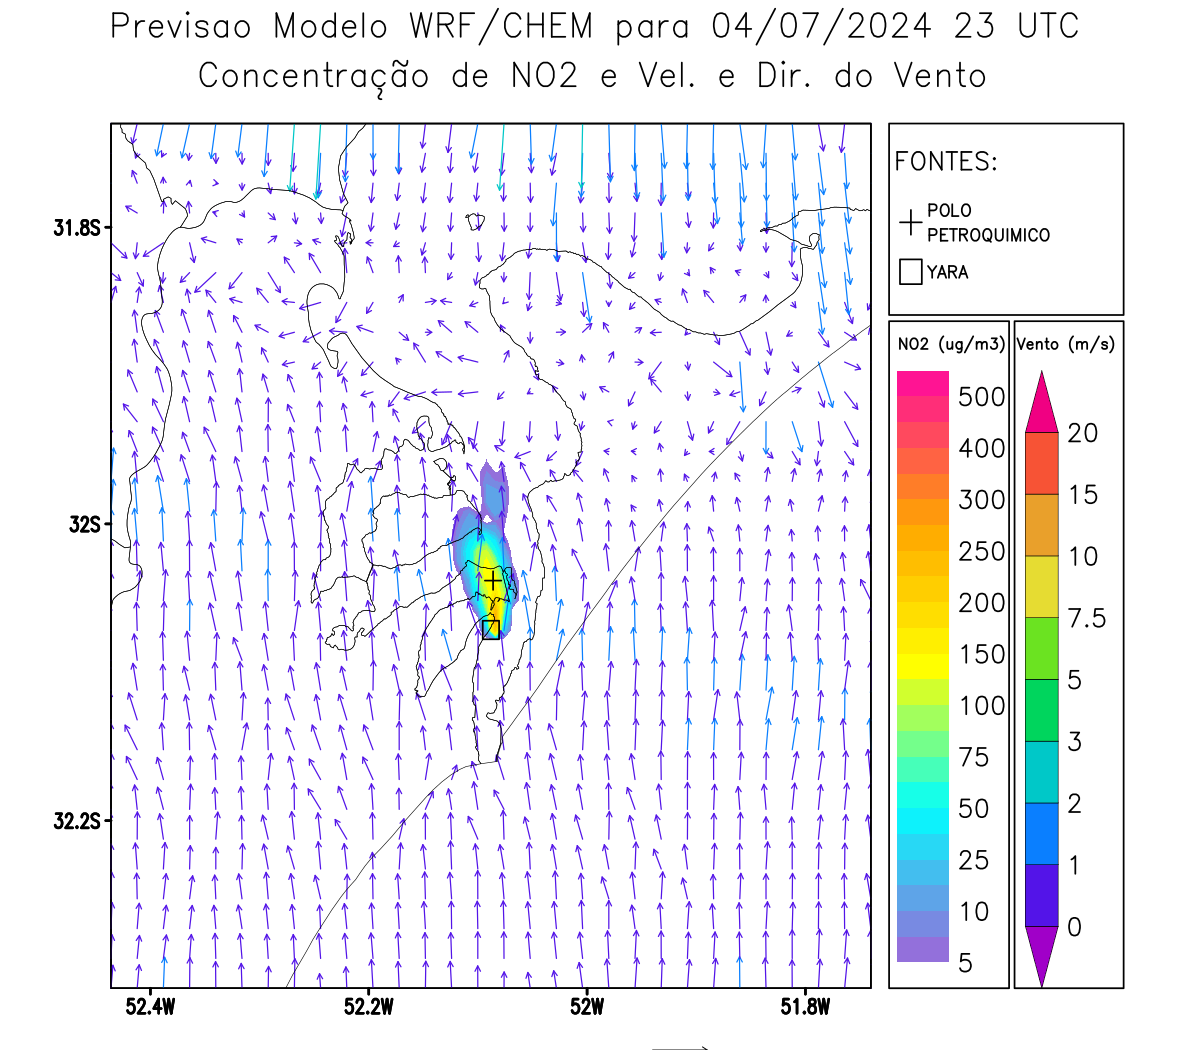 Previsao Modelo WRF/CHEM para 04/07/2024 23 UTC
Concentração de NO2 e Vel. e Dir. do Vento
FONTES:
POLO
PETROQUIMICO
YARA
NO2 (ug/m3)
500
400
300
250
200
150
100
75
50
25
10
5
Vento (m/s)
20
15
10
7.5
5
3
2
1
0
31.8S
32S
32.2S
52.4W
52.2W
52W
51.8W